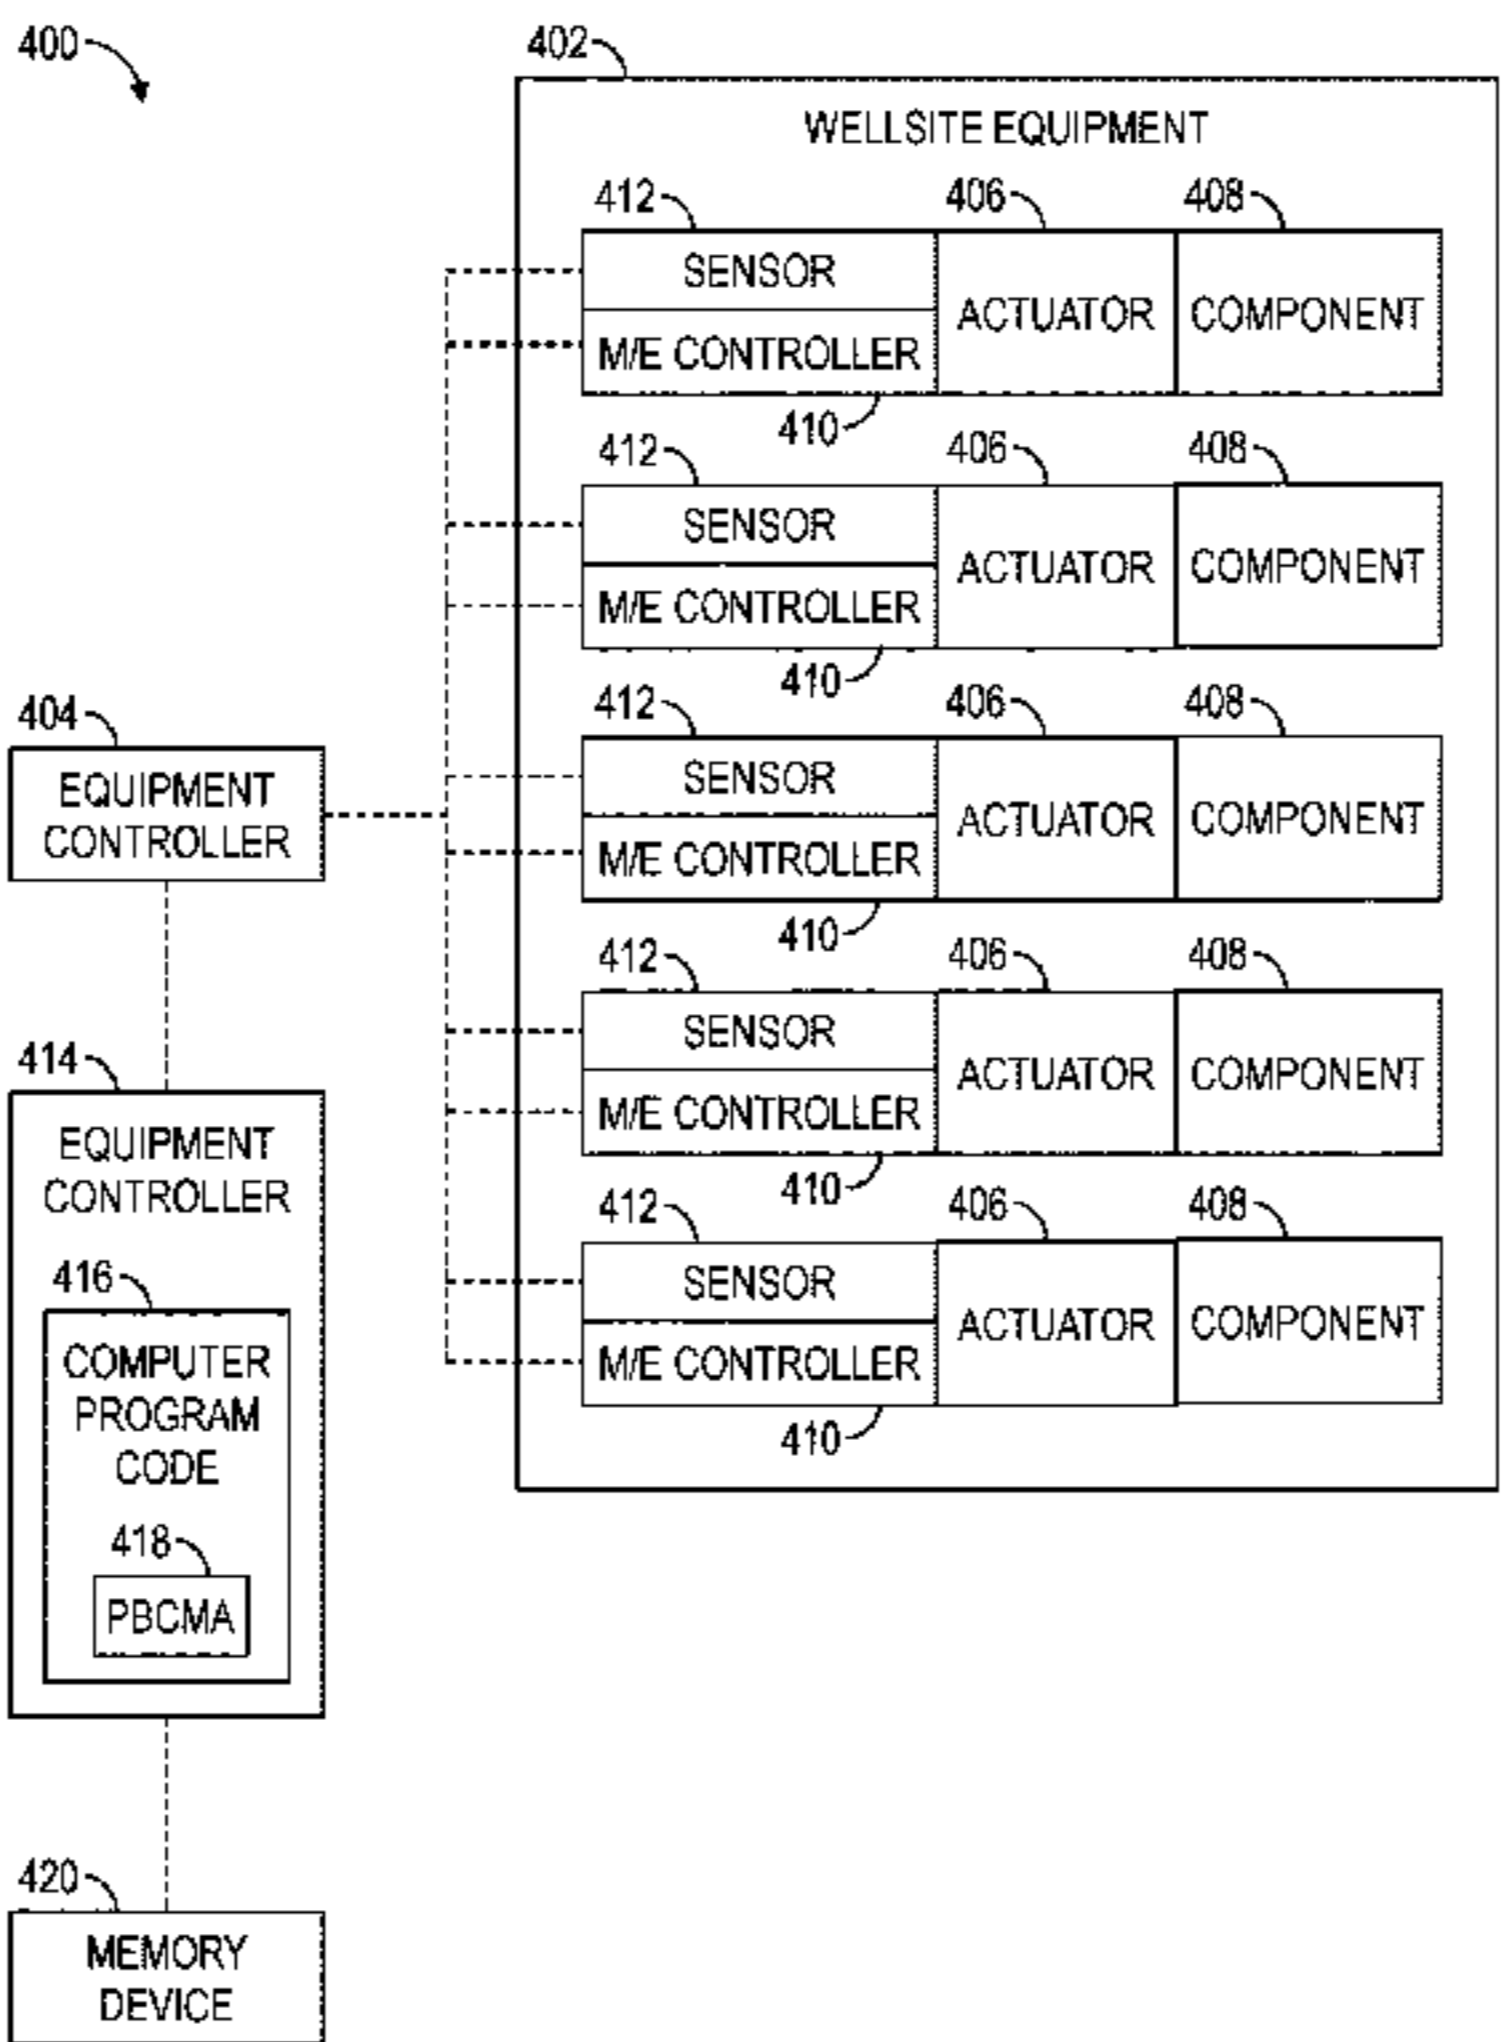 400
402
WELLSITE EQUIPMENT
412 406 408
SENSOR
ACTUATOR COMPONENT
M/E CONTROLLER
410
412 406 408
SENSOR
ACTUATOR COMPONENT
M/E CONTROLLER
410
412 406 408
SENSOR
ACTUATOR COMPONENT
M/E CONTROLLER
410
412 406 408
SENSOR
ACTUATOR COMPONENT
M/E CONTROLLER
410
412 406 408
SENSOR
ACTUATOR COMPONENT
M/E CONTROLLER
410
404
EQUIPMENT
CONTROLLER
414
EQUIPMENT
CONTROLLER
416
COMPUTER
PROGRAM
CODE
418
PBCMA
420
MEMORY
DEVICE